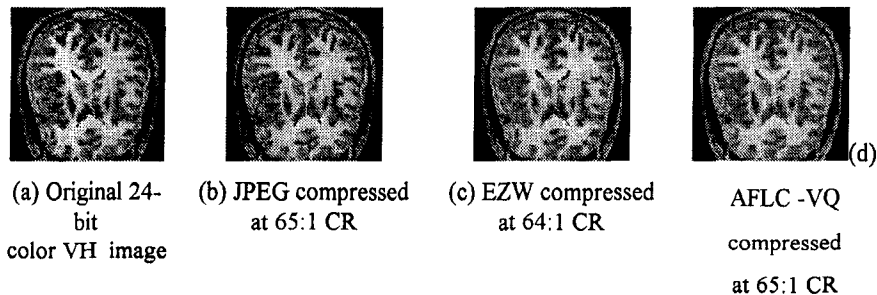 (d)
(a) Original 24-
bit
color VH image
(b) JPEG compressed
at 65:1 CR
(c) EZW compressed
at 64:1 CR
AFLC -VQ
compressed
at 65:1 CR